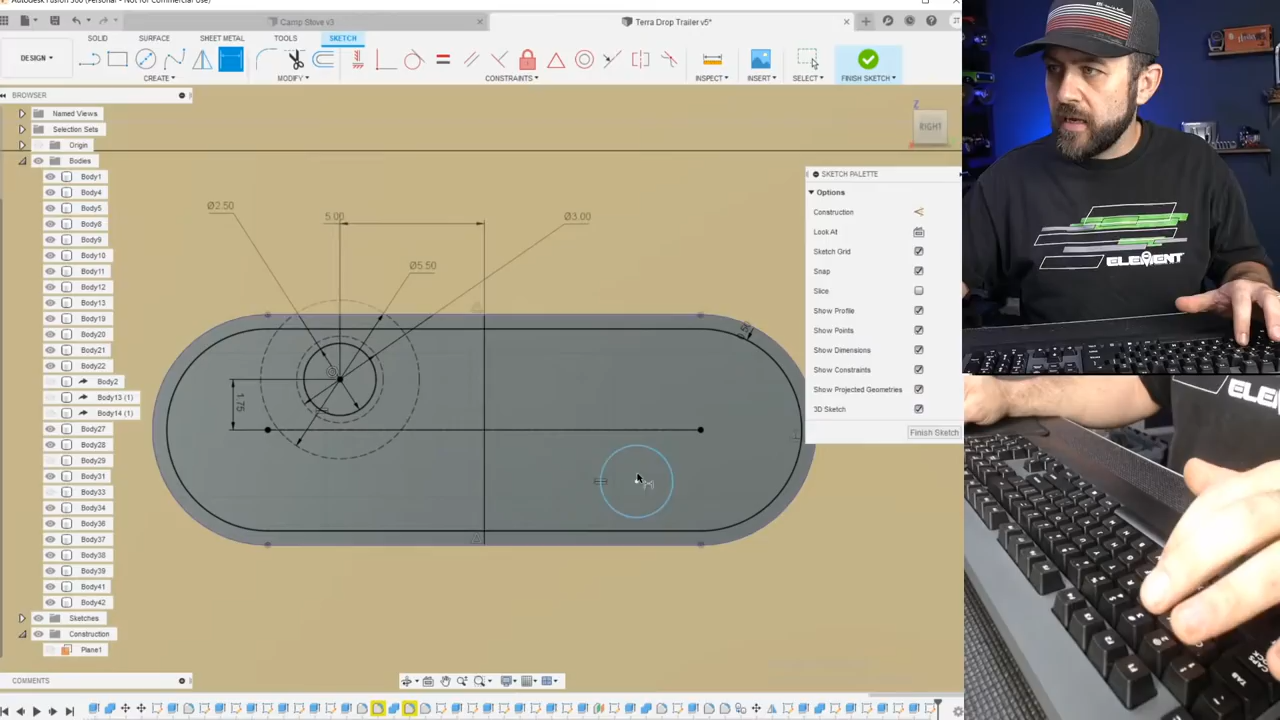 Autodesk Fusion 360 (Personal - Not for Commercial Use)
Camp Stove v3
Terra Drop Trailer v5*
DESIGN
SOLID SURFACE SHEET METAL TOOLS SKETCH
CREATE MODIFY CONSTRAINTS INSPECT INSERT SELECT FINISH SKETCH
BROWSER
Named Views
Selection Sets
Origin
Bodies
Body1
Body4
Body5
Body8
Body9
Body10
Body11
Body12
Body13
Body19
Body20
Body21
Body22
Body2
Body13 (1)
Body14 (1)
Body27
Body28
Body29
Body31
Body33
Body34
Body36
Body37
Body38
Body39
Body41
Body42
Sketches
Construction
Plane1
COMMENTS
Ø2.50
5.00
Ø3.00
Ø5.50
1.75
.50
Z
RIGHT
SKETCH PALETTE
Options
Construction
Look At
Sketch Grid
Snap
Slice
Show Profile
Show Points
Show Dimensions
Show Constraints
Show Projected Geometries
3D Sketch
Finish Sketch
ELEMENT